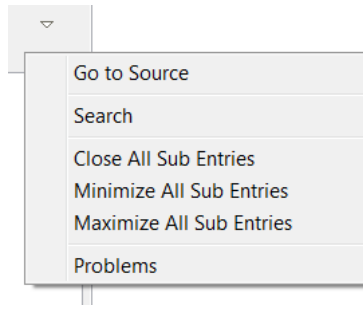 Go to Source
Search
Close All Sub Entries
Minimize All Sub Entries
Maximize All Sub Entries
Problems